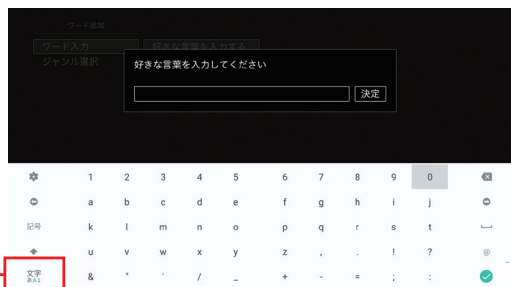 ワード追加
ワード入力 好きな言葉を入力する
ジャンル選択
好きな言葉を入力してください
決定
1 2 3 4 5 6 7 8 9 0
a b c d e f g h i j
記号 k l m n o p q r s t
u v w x y z , . ! ? @
文字 & " ' / _ + - = ; :
あA1